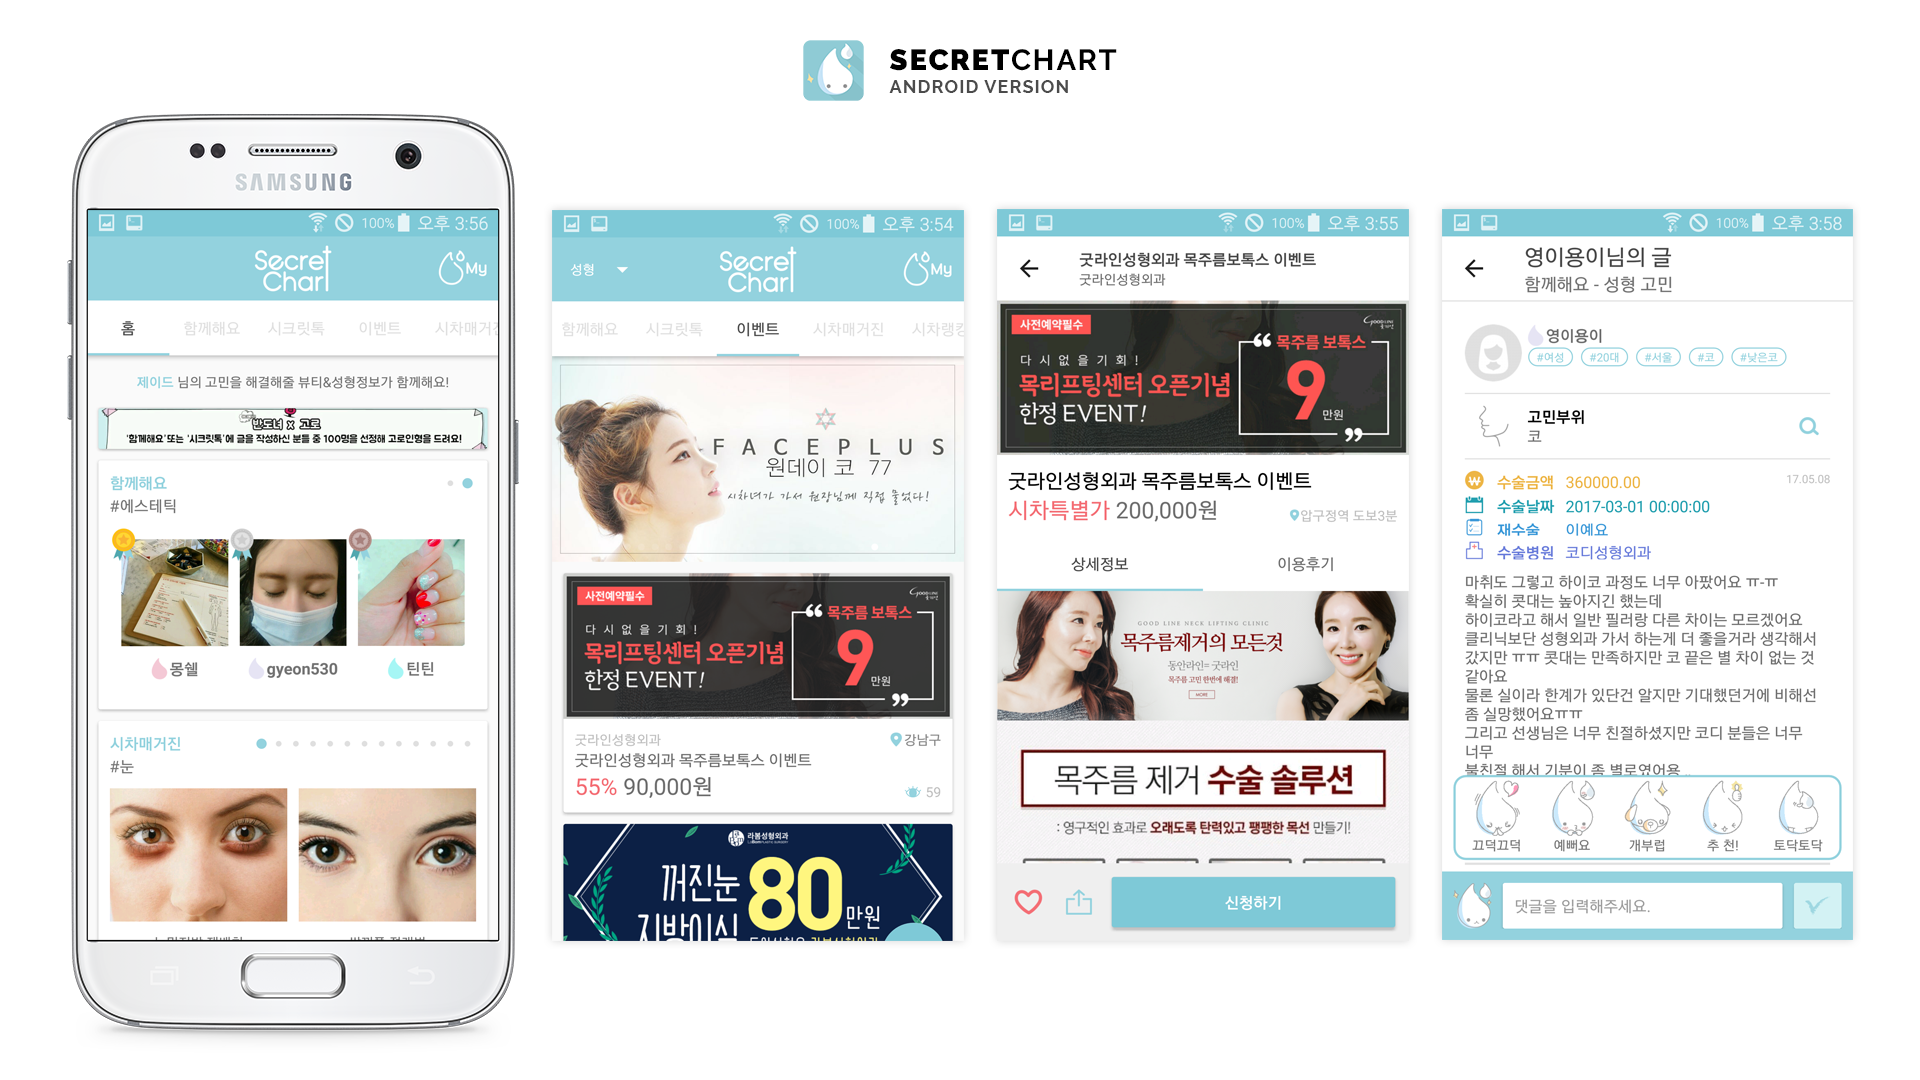 SECRETCHART
ANDROID VERSION
SAMSUNG
100% 오후 3:56
Secret
Chart
My
홈 함께해요 시크릿톡 이벤트 시차매거진
제이드 님의 고민을 해결해줄 뷰티&성형정보가 함께해요!
반도녀 x 고로
'함께해요'또는 '시크릿톡'에 글을 작성하신 분들 중 100명을 선정해 고로인형을 드려요!
함께해요
#에스테틱
몽쉘 gyeon530 틴틴
시차매거진
#눈
100% 오후 3:54
성형
Secret
Chart
My
함께해요 시크릿톡 이벤트 시차매거진 시차랭킹
FACEPLUS
원데이 코 77
시차녀가 가서 원장님께 직접 물었다!
사전예약필수
GOOD LINE
다시없을기회!
목리프팅센터 오픈기념
한정 EVENT!
“ 목주름 보톡스
9
만원
”
굿라인성형외과
강남구
굿라인성형외과 목주름보톡스 이벤트
55% 90,000원
59
라봄성형외과
꺼진눈
지방이식
80
만원
100% 오후 3:55
굿라인성형외과 목주름보톡스 이벤트
굿라인성형외과
사전예약필수
GOOD LINE
다시없을기회!
목리프팅센터 오픈기념
한정 EVENT!
“ 목주름 보톡스
9
만원
”
굿라인성형외과 목주름보톡스 이벤트
시차특별가 200,000원
압구정역 도보3분
상세정보 이용후기
GOOD LINE NECK LIFTING CLINIC
목주름제거의 모든것
동안라인=굿라인
목주름 고민 한번에 해결!
MORE
목주름 제거 수술 솔루션
: 영구적인 효과로 오래도록 탄력있고 팽팽한 목선 만들기!
신청하기
100% 오후 3:58
영이용이님의 글
함께해요 - 성형 고민
영이용이
#여성 #20대 #서울 #코 #낮은코
고민부위
코
수술금액 360000.00
17.05.08
수술날짜 2017-03-01 00:00:00
재수술 이예요
수술병원 코디성형외과
마취도 그렇고 하이코 과정도 너무 아팠어요 ㅠ-ㅠ
확실히 콧대는 높아지긴 했는데
하이코라고 해서 일반 필러랑 다른 차이는 모르겠어요
클리닉보단 성형외과 가서 하는게 더 좋을거라 생각해서
갔지만 ㅠㅠ 콧대는 만족하지만 코 끝은 별 차이 없는 것
같아요
물론 실이라 한계가 있단건 알지만 기대했던거에 비해선
좀 실망했어요ㅠㅠ
그리고 선생님은 너무 친절하셨지만 코디 분들은 너무
너무
불친절 해서 기분이 좀 별로였어용..
끄덕끄덕 예뻐요 개부럽 추 천! 토닥토닥
댓글을 입력해주세요.